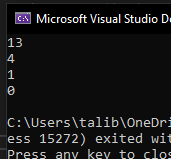 Microsoft Visual Studio De
13
4
1
0
C:\Users\talib\OneDri
ess 15272) exited wit
Press any key to clos